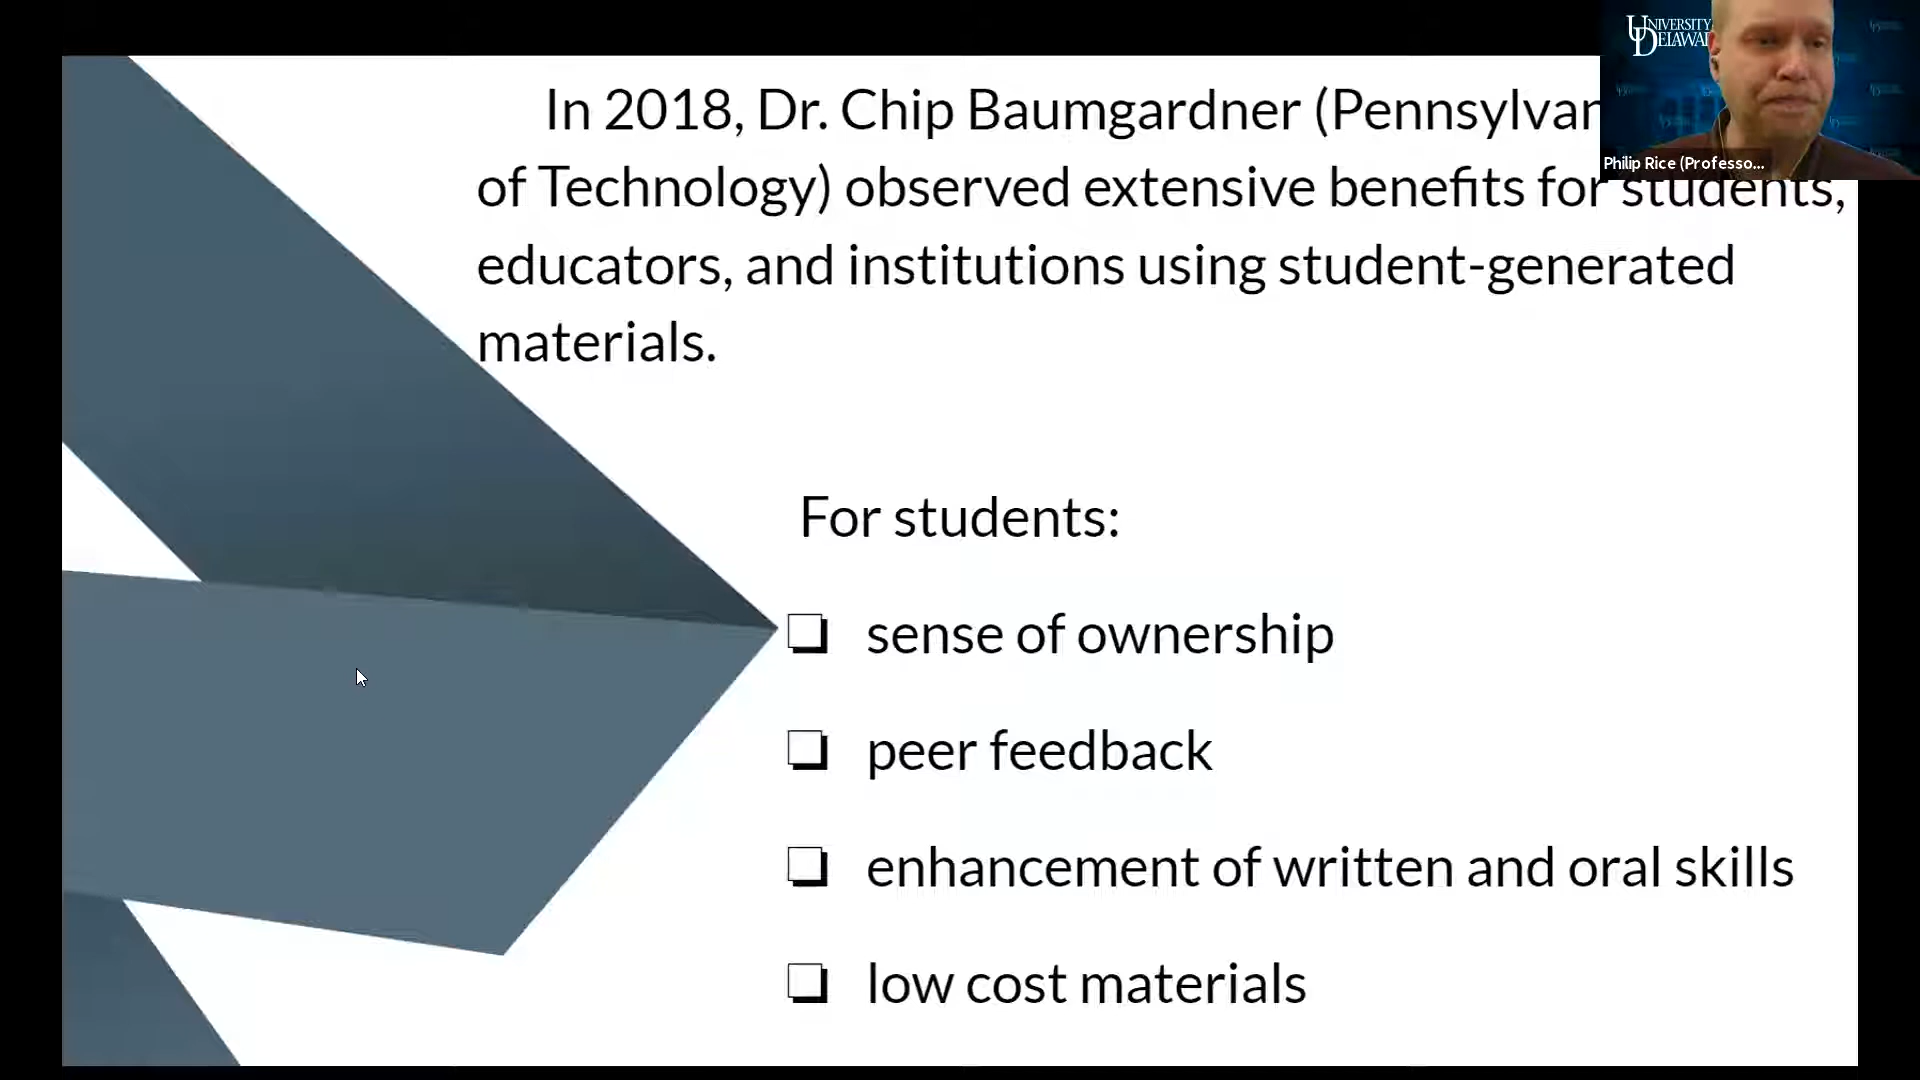 In 2018, Dr. Chip Baumgardner (Pennsylvan
of Technology) observed extensive benefits for students,
educators, and institutions using student-generated
materials.
For students:
❏ sense of ownership
❏ peer feedback
❏ enhancement of written and oral skills
❏ low cost materials
UNIVERSITY
DELAWA
Philip Rice (Professo...